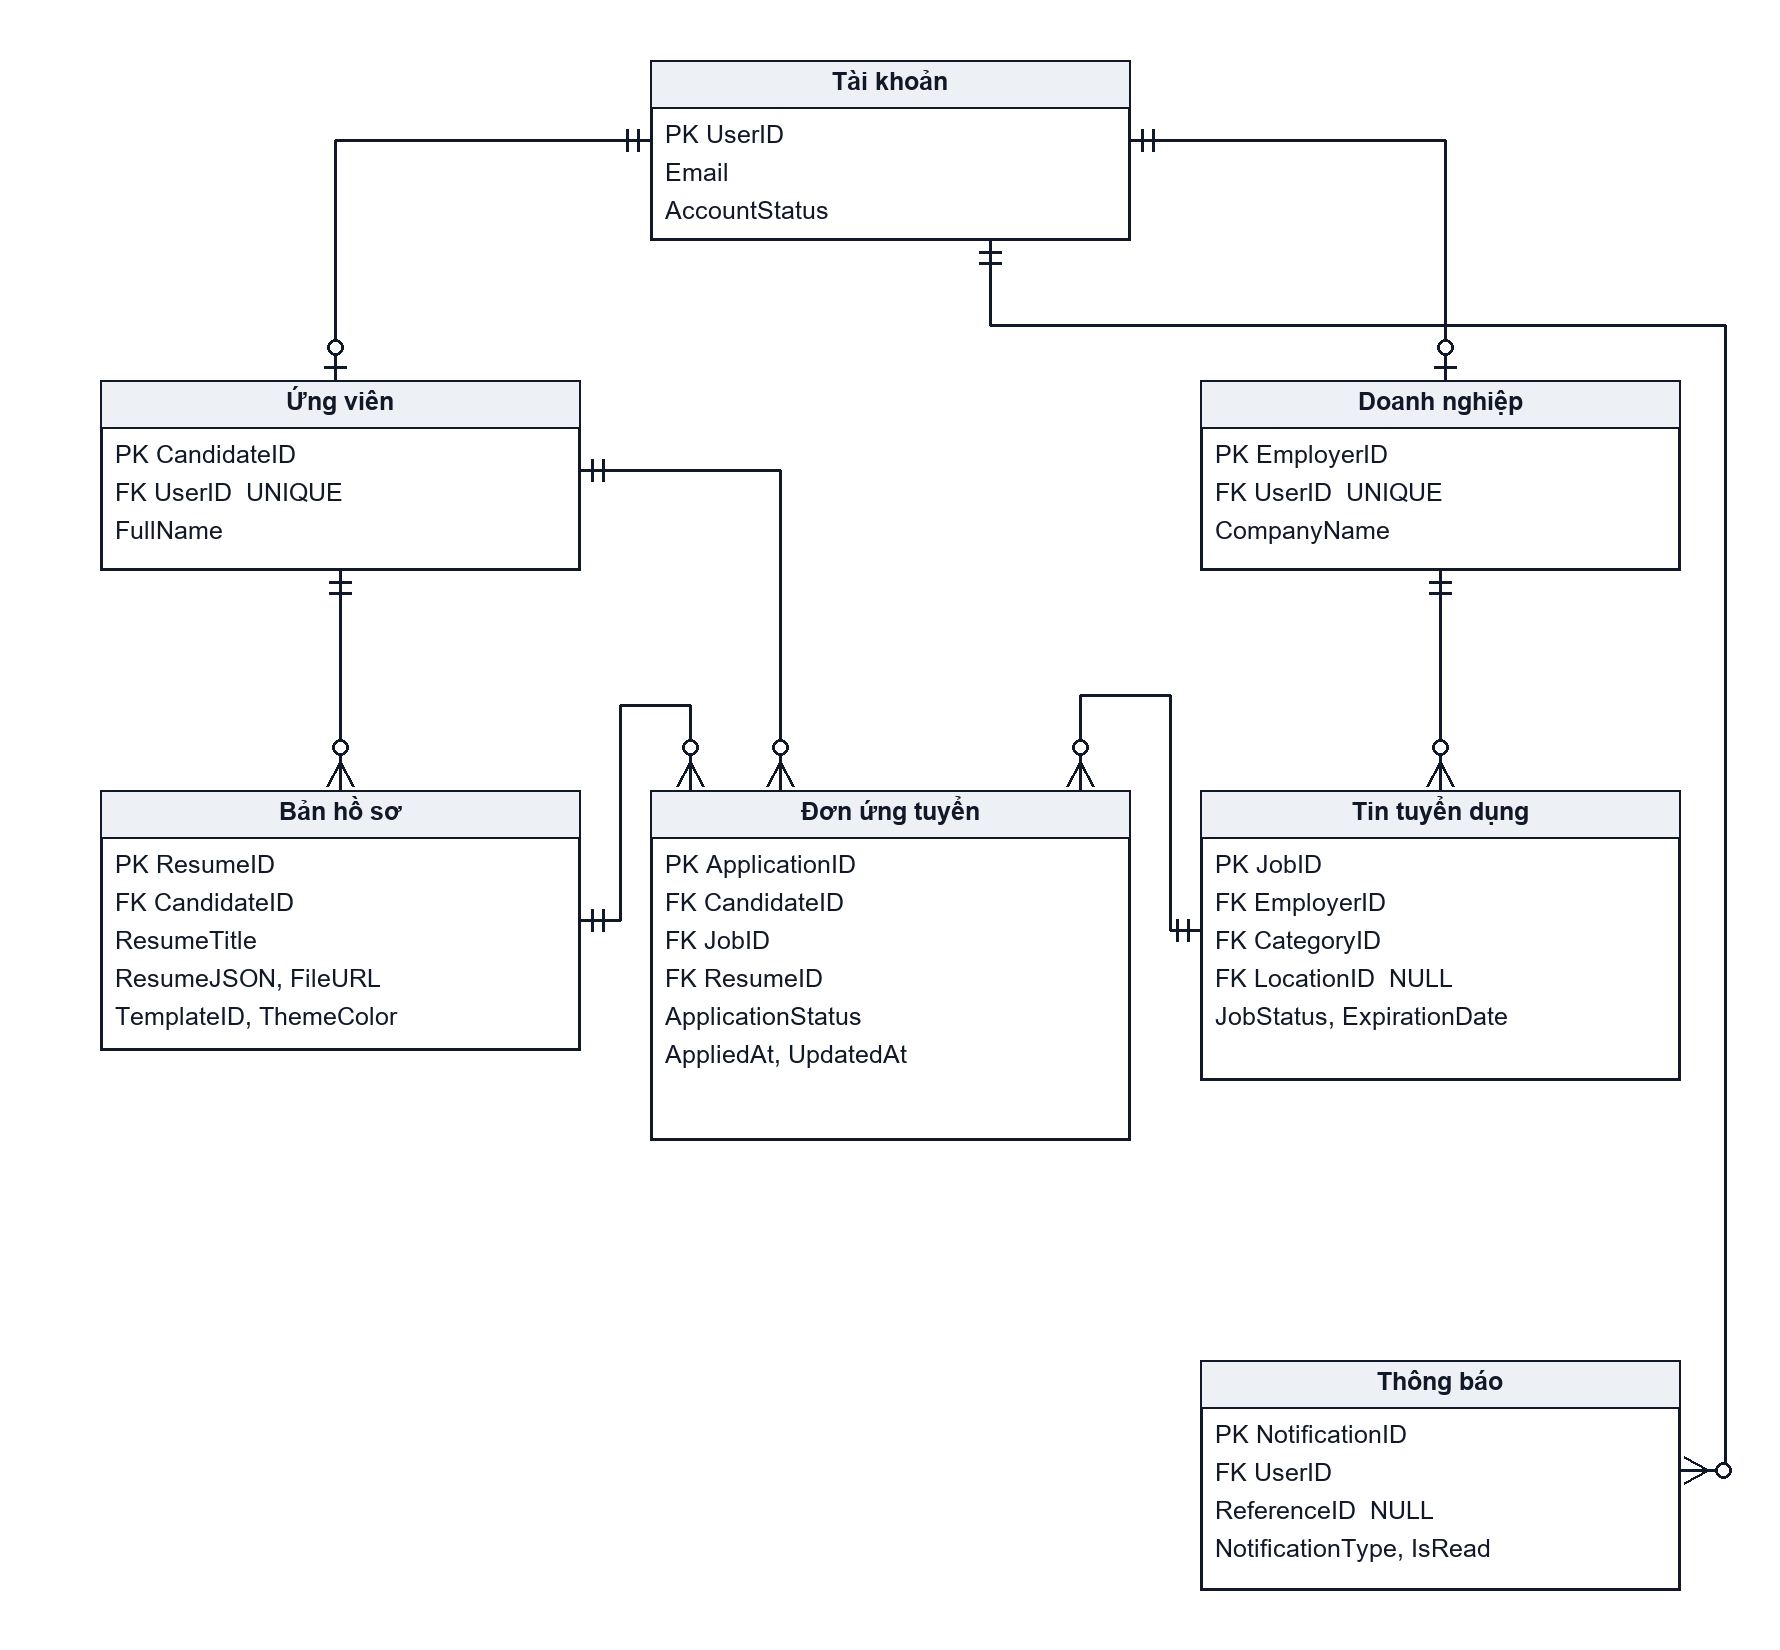 Tài khoản
PK UserID
Email
AccountStatus
Ứng viên
PK CandidateID
FK UserID  UNIQUE
FullName
Doanh nghiệp
PK EmployerID
FK UserID  UNIQUE
CompanyName
Bản hồ sơ
PK ResumeID
FK CandidateID
ResumeTitle
ResumeJSON, FileURL
TemplateID, ThemeColor
Đơn ứng tuyển
PK ApplicationID
FK CandidateID
FK JobID
FK ResumeID
ApplicationStatus
AppliedAt, UpdatedAt
Tin tuyển dụng
PK JobID
FK EmployerID
FK CategoryID
FK LocationID  NULL
JobStatus, ExpirationDate
Thông báo
PK NotificationID
FK UserID
ReferenceID  NULL
NotificationType, IsRead